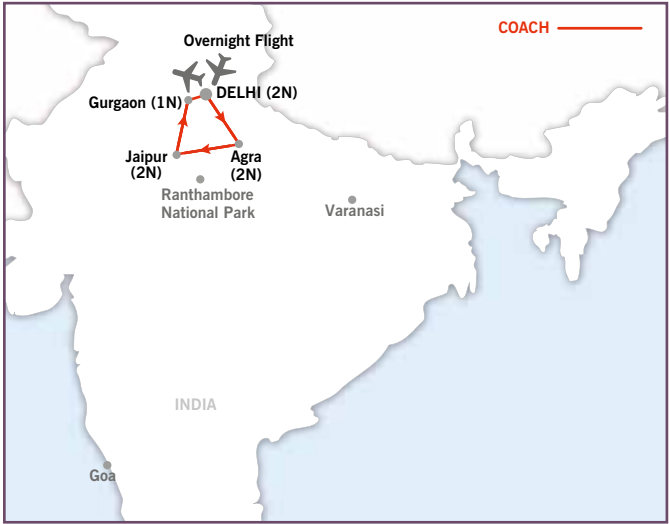 COACH
Overnight Flight
DELHI (2N)
Gurgaon (1N)
Jaipur
(2N)
Agra
(2N)
Ranthambore
National Park
Varanasi
INDIA
Goa